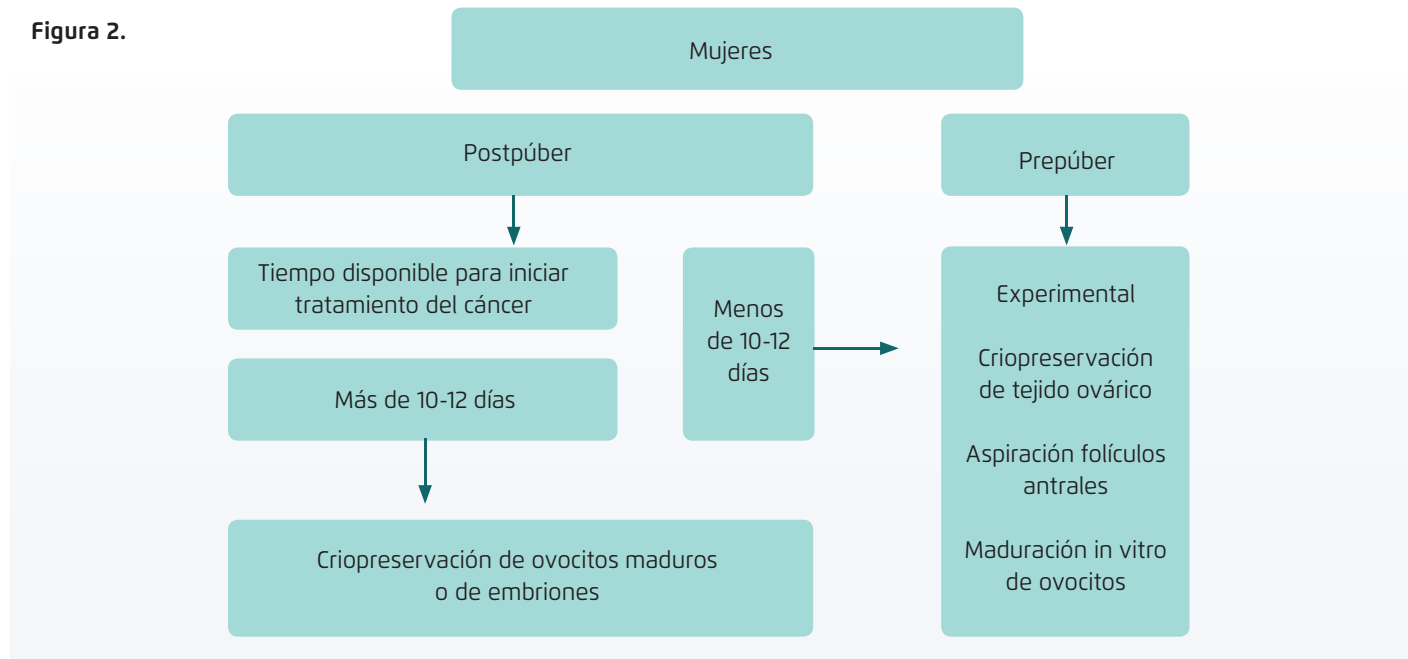 Figura 2.
Mujeres
Postpúber
Prepúber
Tiempo disponible para iniciar
tratamiento del cáncer
Más de 10-12 días
Menos
de 10-12
días
Criopreservación de ovocitos maduros
o de embriones
Experimental
Criopreservación
de tejido ovárico
Aspiración folículos
antrales
Maduración in vitro
de ovocitos